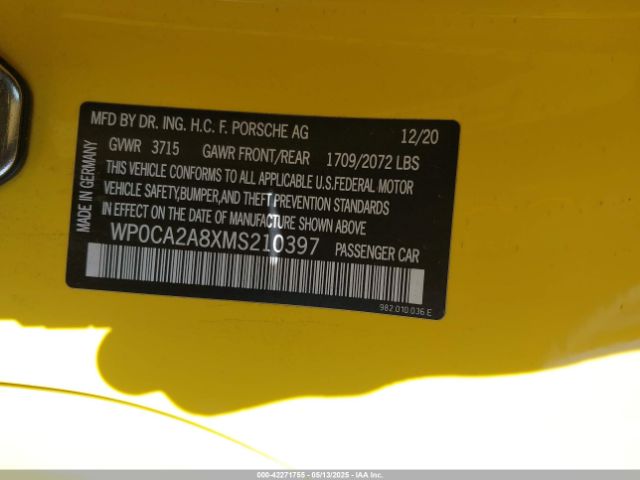 MFD BY DR. ING. H.C. F. PORSCHE AG 12/20
GVWR 3715 GAWR FRONT/REAR 1709/2072 LBS
THIS VEHICLE CONFORMS TO ALL APPLICABLE U.S.FEDERAL MOTOR
VEHICLE SAFETY,BUMPER,AND THEFT PREVENTION STANDARDS
IN EFFECT ON THE DATE OF MANUFACTURE SHOWN ABOVE
WP0CA2A8XMS210397 PASSENGER CAR
MADE IN GERMANY
982.010.036 E
000-42271755 - 05/13/2025 - IAAI, Inc.